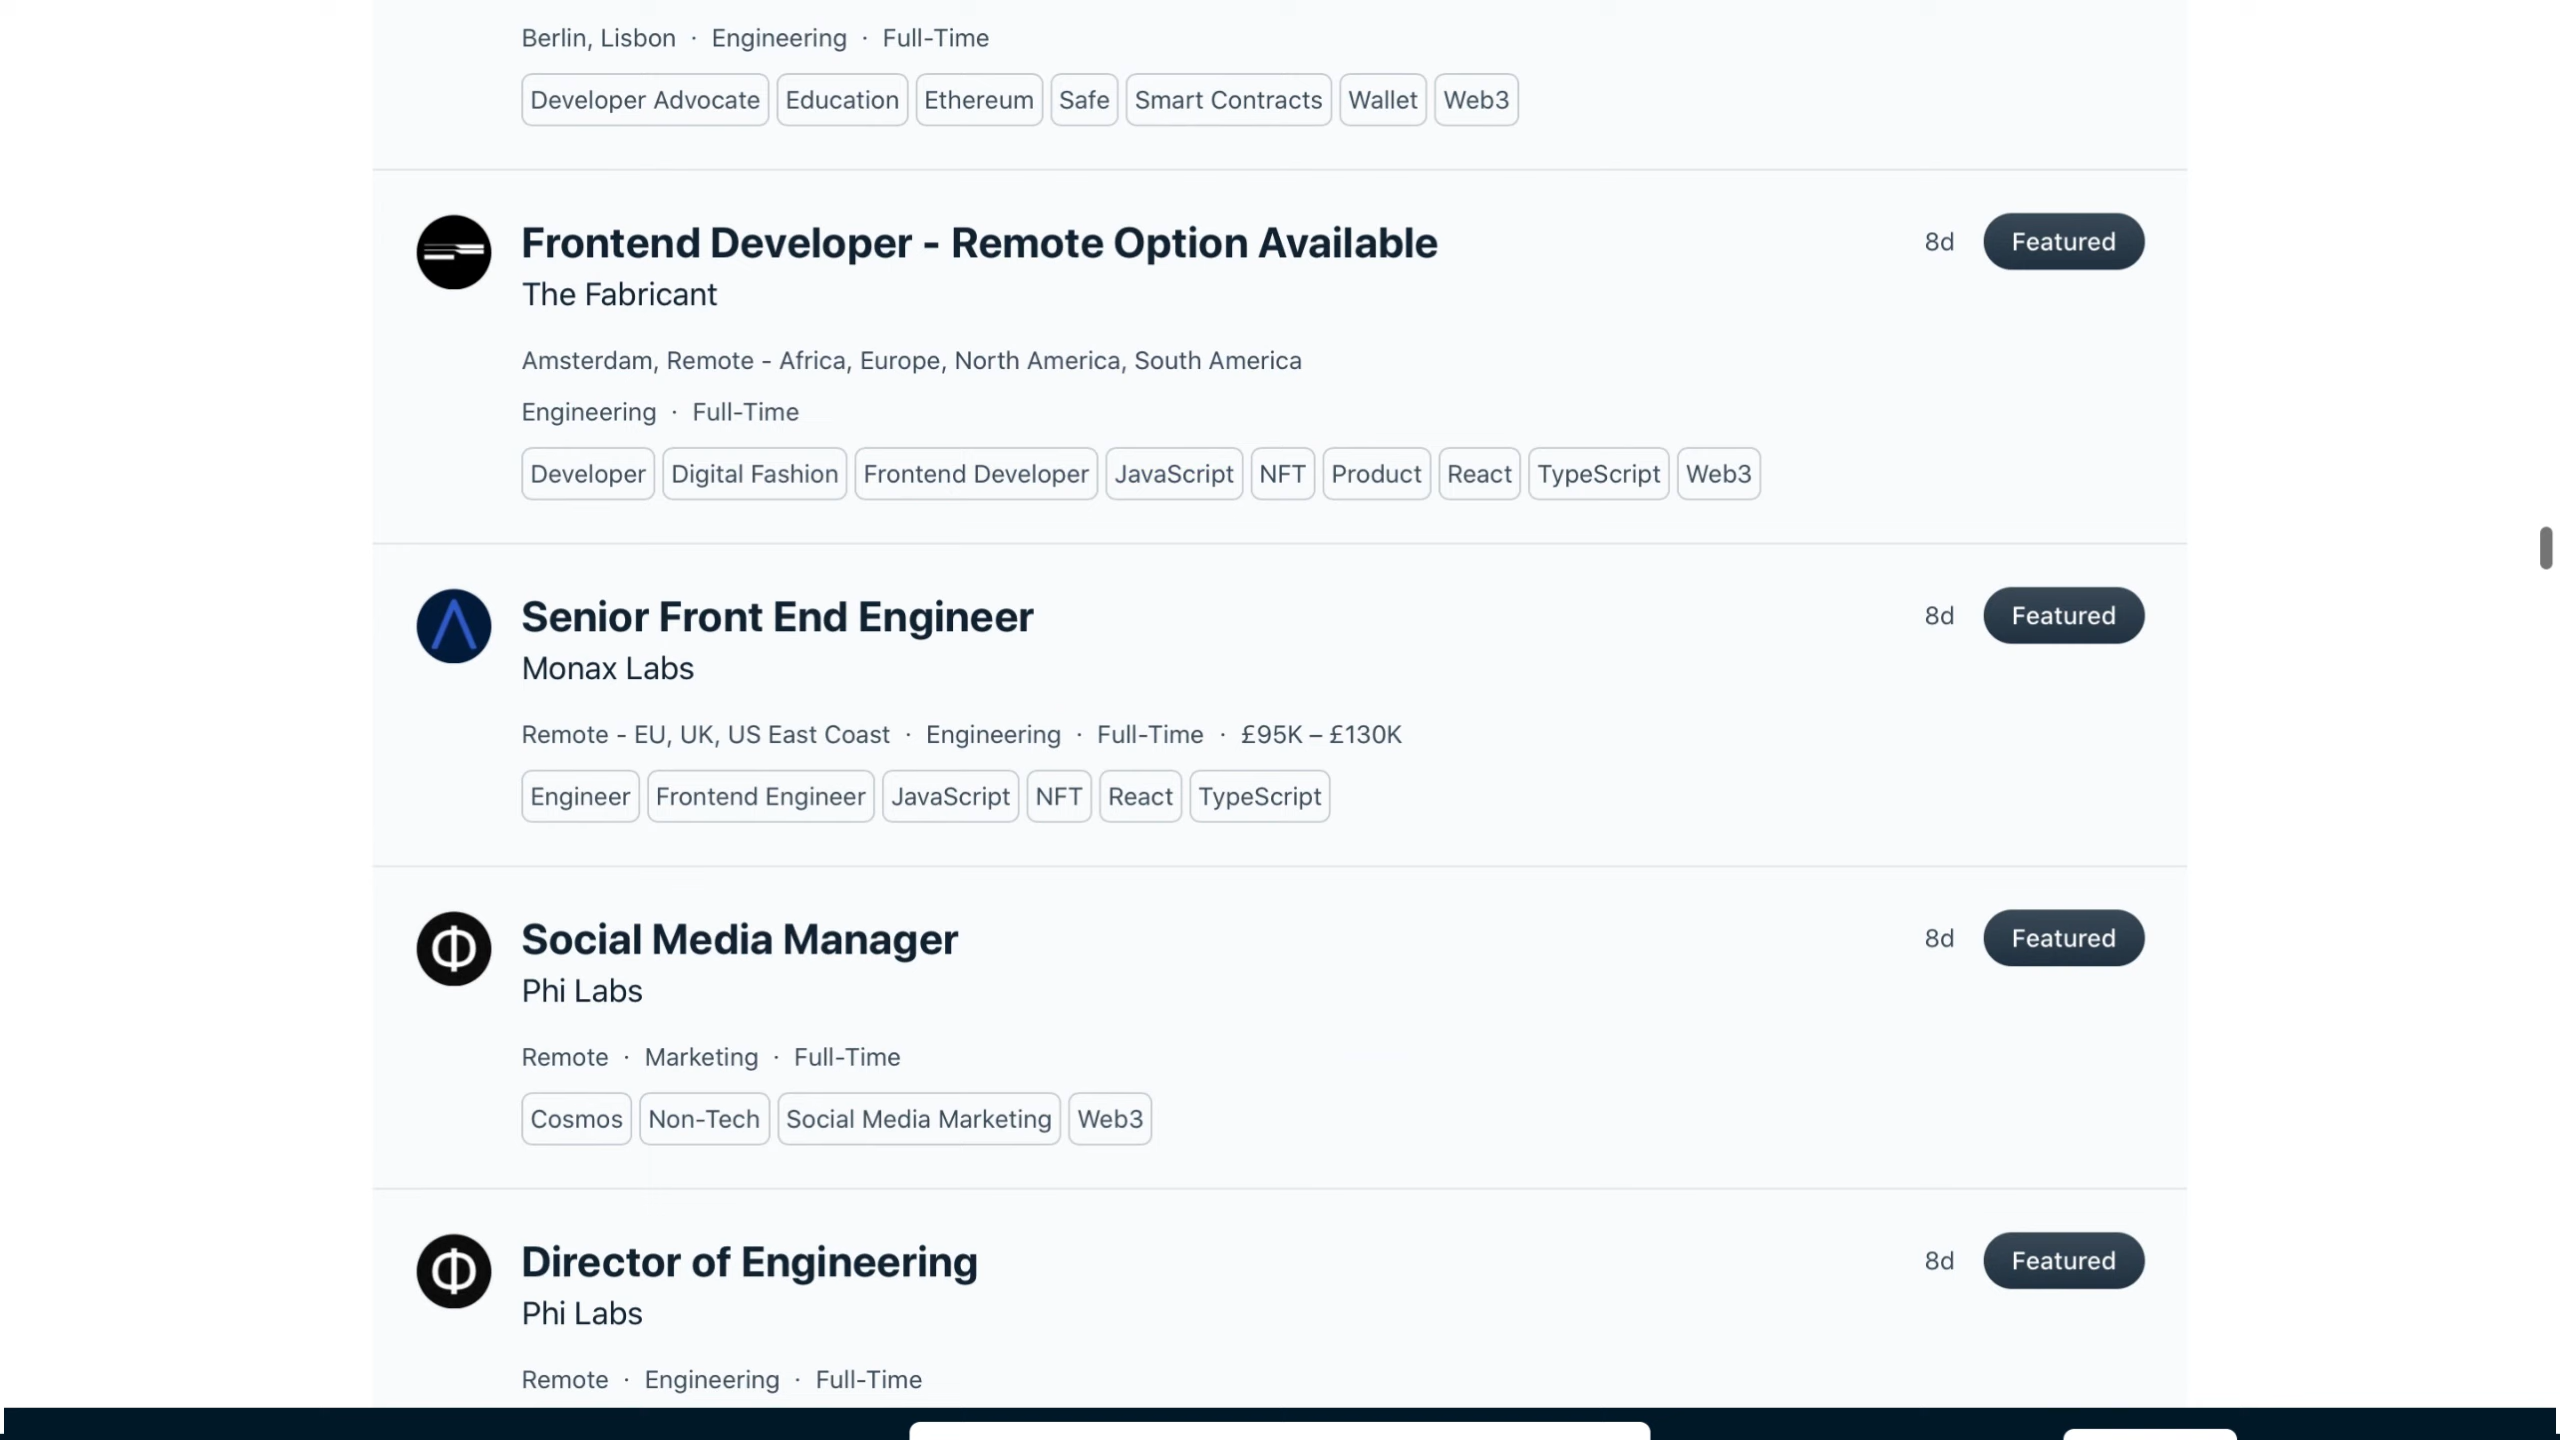 Berlin, Lisbon · Engineering · Full-Time
Developer Advocate Education Ethereum Safe Smart Contracts Wallet Web3
Frontend Developer - Remote Option Available 8d Featured
The Fabricant
Amsterdam, Remote - Africa, Europe, North America, South America
Engineering · Full-Time
Developer Digital Fashion Frontend Developer JavaScript NFT Product React TypeScript Web3
Senior Front End Engineer 8d Featured
Monax Labs
Remote - EU, UK, US East Coast · Engineering · Full-Time · £95K – £130K
Engineer Frontend Engineer JavaScript NFT React TypeScript
Social Media Manager 8d Featured
Phi Labs
Remote · Marketing · Full-Time
Cosmos Non-Tech Social Media Marketing Web3
Director of Engineering 8d Featured
Phi Labs
Remote · Engineering · Full-Time